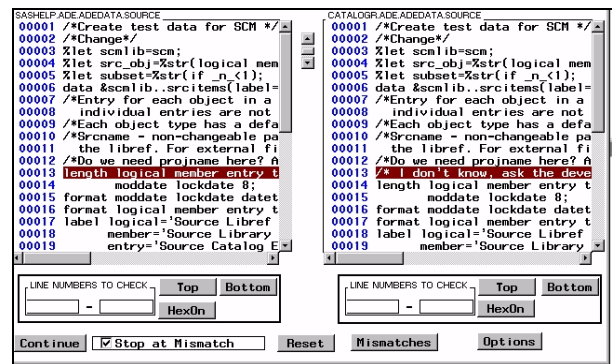 SASHELP.ADE.ADEDATA.SOURCE
00001 /*Create test data for SCM */
00002 /*Change*/
00003 %let scmlib=scm;
00004 %let src_obj=%str(logical mem
00005 %let subset=%str(if _n_<1);
00006 data &scmlib..srcitems(label=
00007 /*Entry for each object in a
00008 individual entries are not
00009 /*Each object type has a defa
00010 /*Srcname - non-changeable pa
00011 the libref. For external fi
00012 /*Do we need projname here? A
00013 length logical member entry t
00014 moddate lockdate 8;
00015 format moddate lockdate datet
00016 format logical member entry t
00017 label logical='Source Libref
00018 member='Source Library
00019 entry='Source Catalog E
CATALOGR.ADE.ADEDATA.SOURCE
00001 /*Create test data for SCM */
00002 /*Change*/
00003 %let scmlib=scm;
00004 %let src_obj=%str(logical mem
00005 %let subset=%str(if _n_<1);
00006 data &scmlib..srcitems(label=
00007 /*Entry for each object in a
00008 individual entries are not
00009 /*Each object type has a defa
00010 /*Srcname - non-changeable pa
00011 the libref. For external fi
00012 /*Do we need projname here? A
00013 /* I don't know, ask the deve
00014 length logical member entry t
00015 moddate lockdate 8;
00016 format moddate lockdate datet
00017 format logical member entry t
00018 label logical='Source Libref
00019 member='Source Library
LINE NUMBERS TO CHECK
Top
Bottom
-
HexOn
LINE NUMBERS TO CHECK
Top
Bottom
-
HexOn
Continue
Stop at Mismatch
Reset
Mismatches
Options